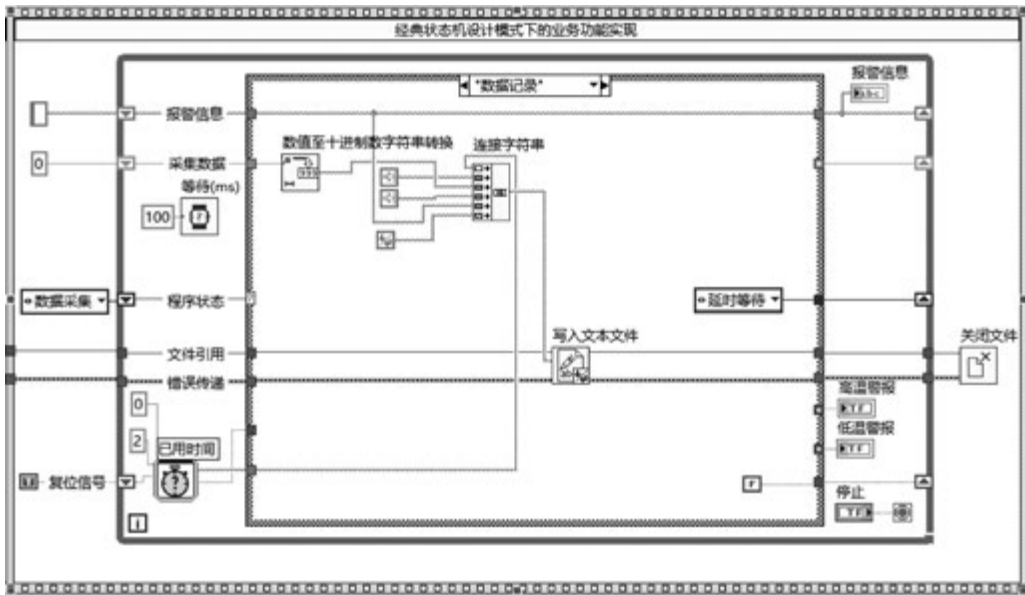 经典状态机设计模式下的业务功能实现
"数据记录"
报警信息
报警信息
数值至十进制数字符串转换
连接字符串
0
采集数据
等待(ms)
100
数据采集
程序状态
延时等待
写入文本文件
关闭文件
文件引用
错误传递
高温警报
0
低温警报
2
已用时间
复位信号
F
停止
TF
i